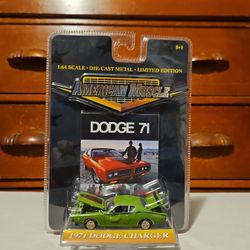 8+
1:64 SCALE • DIE-CAST METAL • LIMITED EDITION
AMERICAN MUSCLE
DODGE 71
1971 DODGE CHARGER